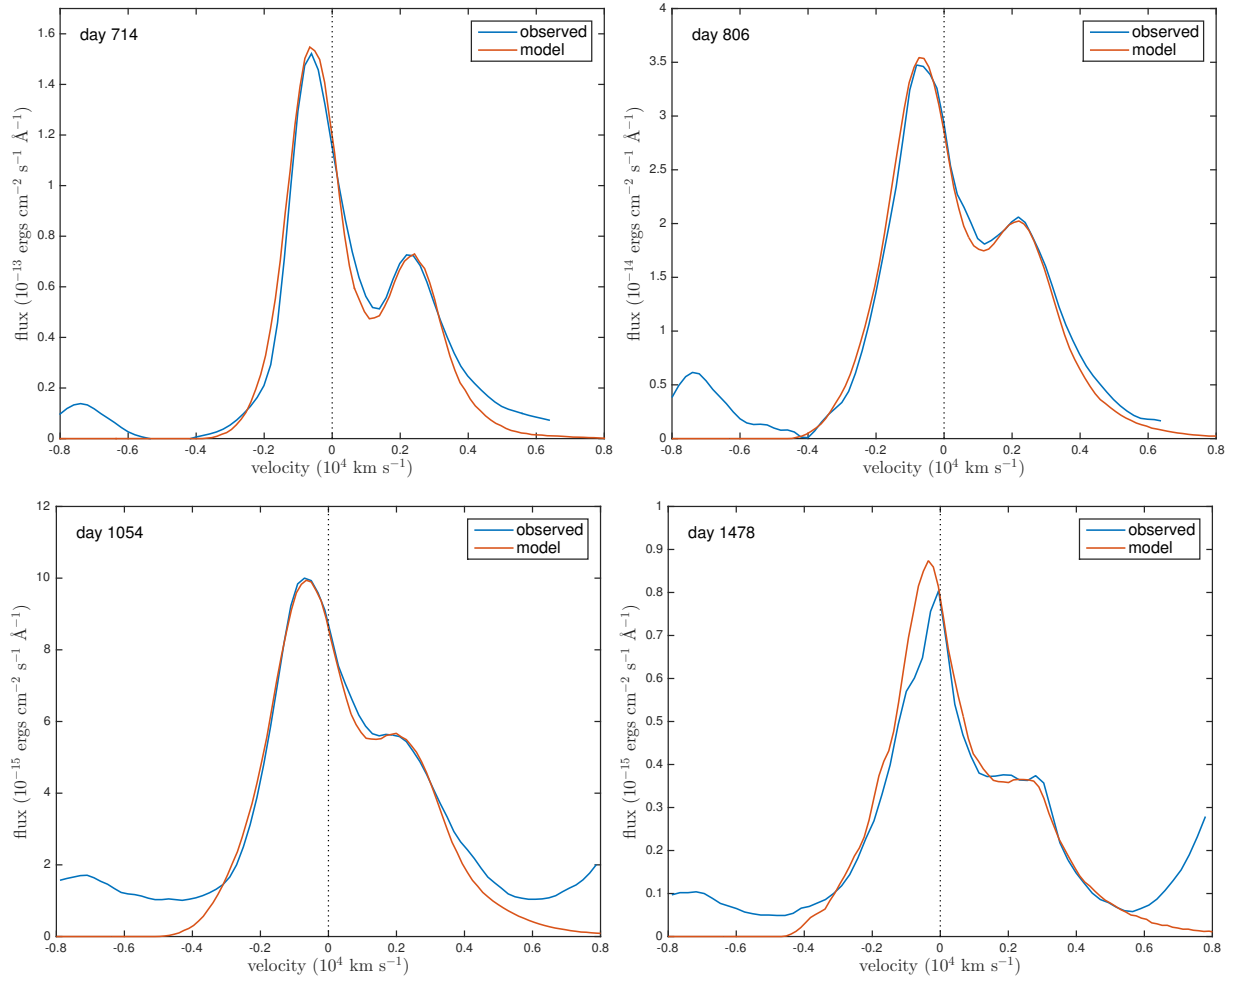 day 714
observed
model
flux (10⁻¹³ ergs cm⁻² s⁻¹ Å⁻¹)
1.6
1.4
1.2
1
0.8
0.6
0.4
0.2
0
-0.8 -0.6 -0.4 -0.2 0 0.2 0.4 0.6 0.8
velocity (10⁴ km s⁻¹)
day 806
observed
model
flux (10⁻¹⁴ ergs cm⁻² s⁻¹ Å⁻¹)
4
3.5
3
2.5
2
1.5
1
0.5
0
-0.8 -0.6 -0.4 -0.2 0 0.2 0.4 0.6 0.8
velocity (10⁴ km s⁻¹)
day 1054
observed
model
flux (10⁻¹⁵ ergs cm⁻² s⁻¹ Å⁻¹)
12
10
8
6
4
2
0
-0.8 -0.6 -0.4 -0.2 0 0.2 0.4 0.6 0.8
velocity (10⁴ km s⁻¹)
day 1478
observed
model
flux (10⁻¹⁵ ergs cm⁻² s⁻¹ Å⁻¹)
1
0.9
0.8
0.7
0.6
0.5
0.4
0.3
0.2
0.1
0
-0.8 -0.6 -0.4 -0.2 0 0.2 0.4 0.6 0.8
velocity (10⁴ km s⁻¹)